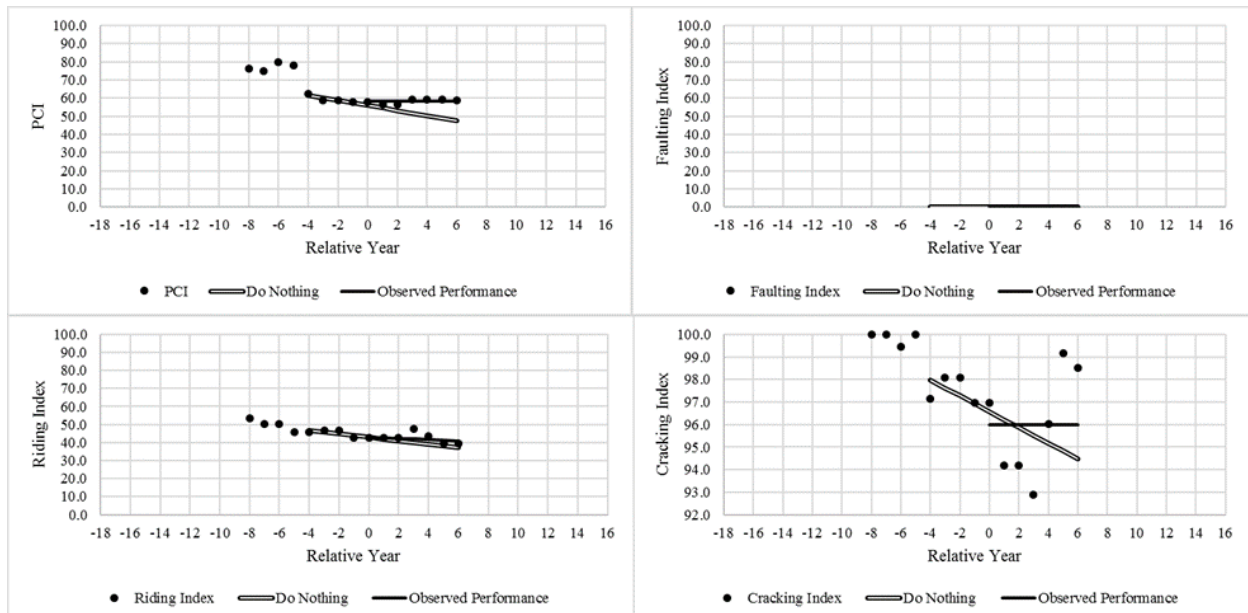 100.0
90.0
80.0
70.0
60.0
50.0
40.0
30.0
20.0
10.0
0.0
PCI
-18 -16 -14 -12 -10 -8 -6 -4 -2 0 2 4 6 8 10 12 14 16
Relative Year
PCI Do Nothing Observed Performance
100.0
90.0
80.0
70.0
60.0
50.0
40.0
30.0
20.0
10.0
0.0
Faulting Index
-18 -16 -14 -12 -10 -8 -6 -4 -2 0 2 4 6 8 10 12 14 16
Relative Year
Faulting Index Do Nothing Observed Performance
100.0
90.0
80.0
70.0
60.0
50.0
40.0
30.0
20.0
10.0
0.0
Riding Index
-18 -16 -14 -12 -10 -8 -6 -4 -2 0 2 4 6 8 10 12 14 16
Relative Year
Riding Index Do Nothing Observed Performance
100.0
99.0
98.0
97.0
96.0
95.0
94.0
93.0
92.0
Cracking Index
-18 -16 -14 -12 -10 -8 -6 -4 -2 0 2 4 6 8 10 12 14 16
Relative Year
Cracking Index Do Nothing Observed Performance